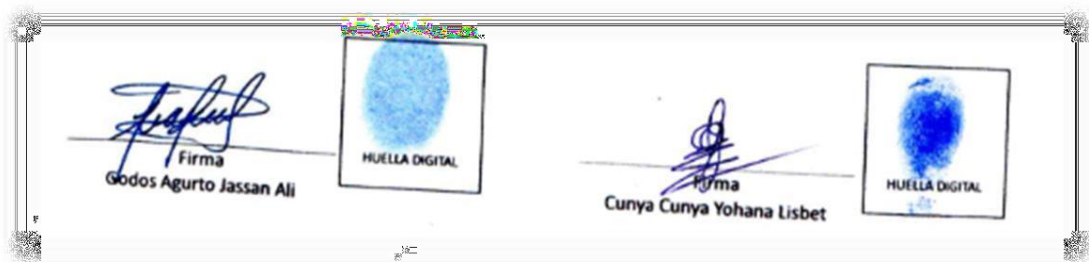 Firma
Godos Agurto Jassan Ali
HUELLA DIGITAL
Firma
Cunya Cunya Yohana Lisbet
HUELLA DIGITAL